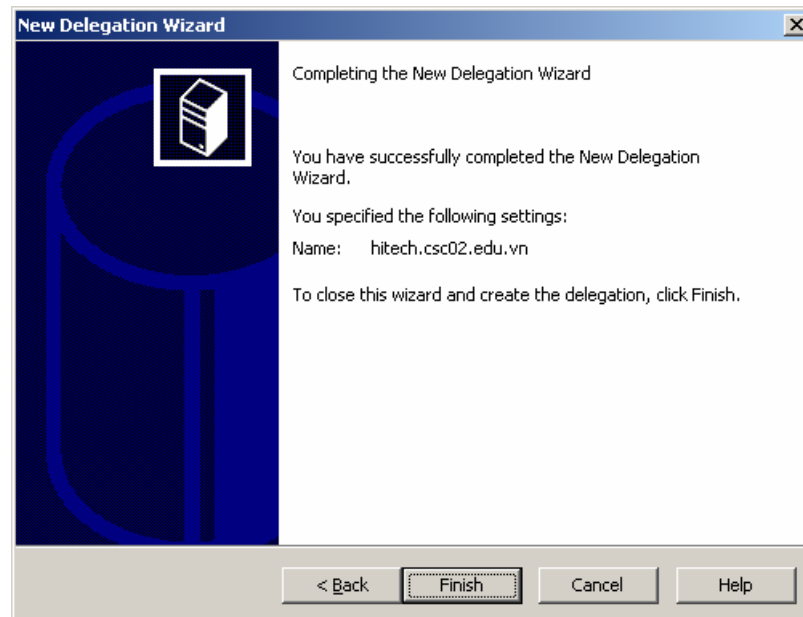 New Delegation Wizard
Completing the New Delegation Wizard
You have successfully completed the New Delegation
Wizard.
You specified the following settings:
Name: hitech.csc02.edu.vn
To close this wizard and create the delegation, click Finish.
< Back Finish Cancel Help